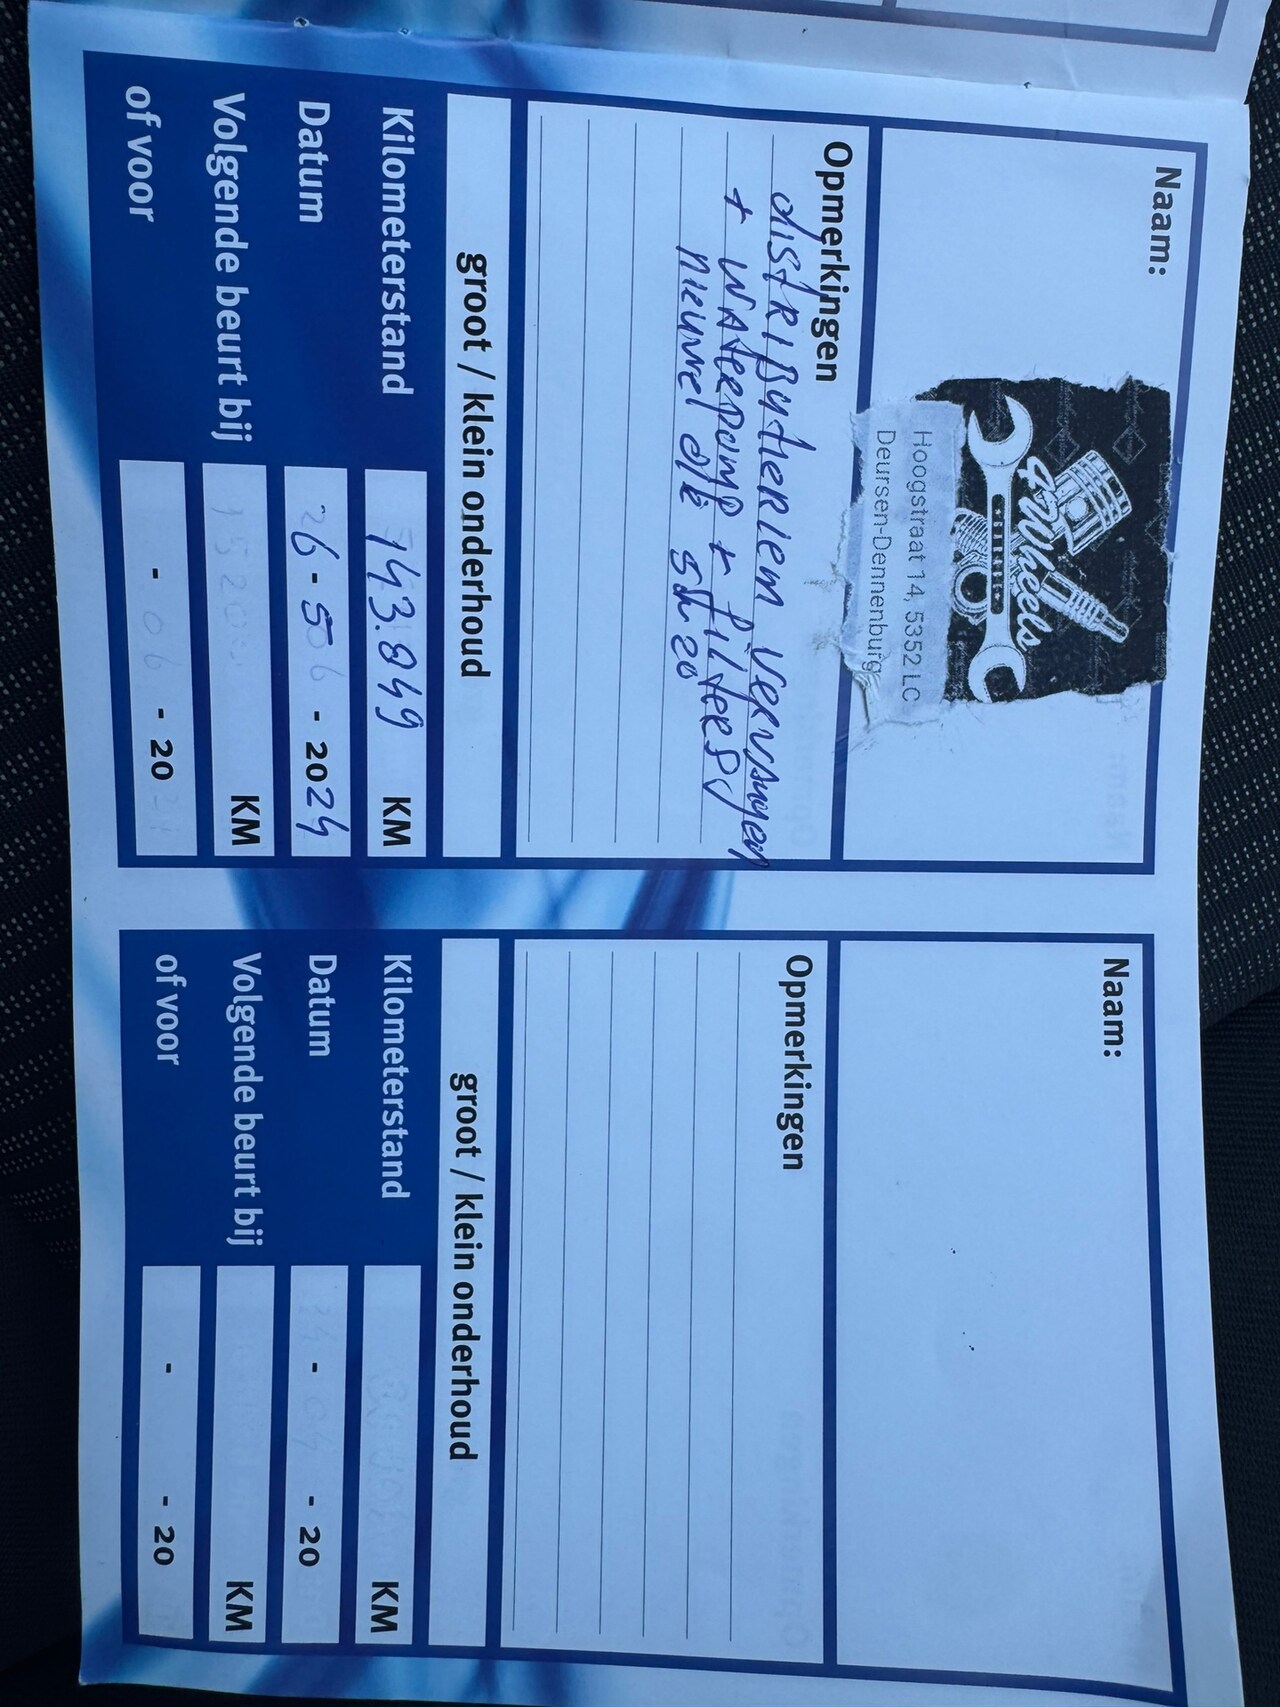 Naam:
4Wheels
GARAGE
Hoogstraat 14, 5352 LC
Deursen-Dennenburg
Opmerkingen
distRiButieRiem vervangen
+ WAteRpomp + filteRs
nieuwe olie 5W20
groot / klein onderhoud
Kilometerstand 143.849 KM
Datum 26 - 5 - 2024
Volgende beurt bij KM
of voor - - 20
Naam:
Opmerkingen
groot / klein onderhoud
Kilometerstand KM
Datum - - 20
Volgende beurt bij KM
of voor - - 20